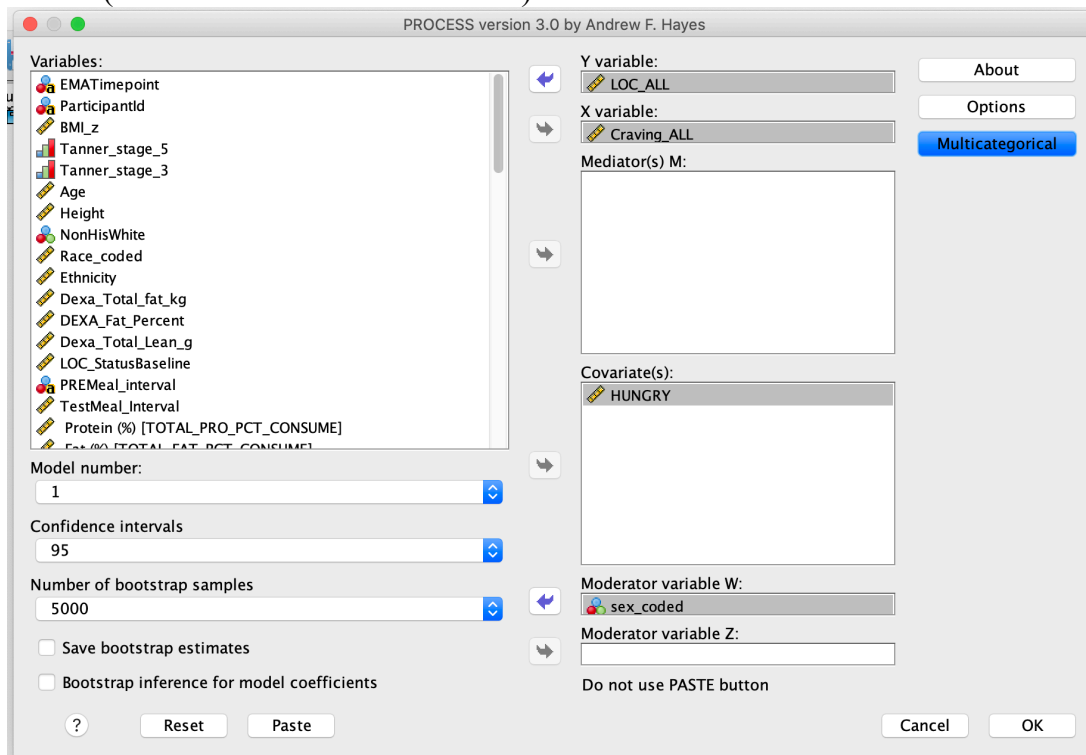 PROCESS version 3.0 by Andrew F. Hayes
Variables:
EMATimepoint
ParticipantId
BMI_z
Tanner_stage_5
Tanner_stage_3
Age
Height
NonHisWhite
Race_coded
Ethnicity
Dexa_Total_fat_kg
DEXA_Fat_Percent
Dexa_Total_Lean_g
LOC_StatusBaseline
PREMeal_interval
TestMeal_Interval
Protein (%) [TOTAL_PRO_PCT_CONSUME]
Fat (%) [TOTAL_FAT_PCT_CONSUME]
Model number:
1
Confidence intervals
95
Number of bootstrap samples
5000
Save bootstrap estimates
Bootstrap inference for model coefficients
? Reset Paste
Y variable:
LOC_ALL
X variable:
Craving_ALL
Mediator(s) M:
Covariate(s):
HUNGRY
Moderator variable W:
sex_coded
Moderator variable Z:
Do not use PASTE button
About
Options
Multicategorical
Cancel OK